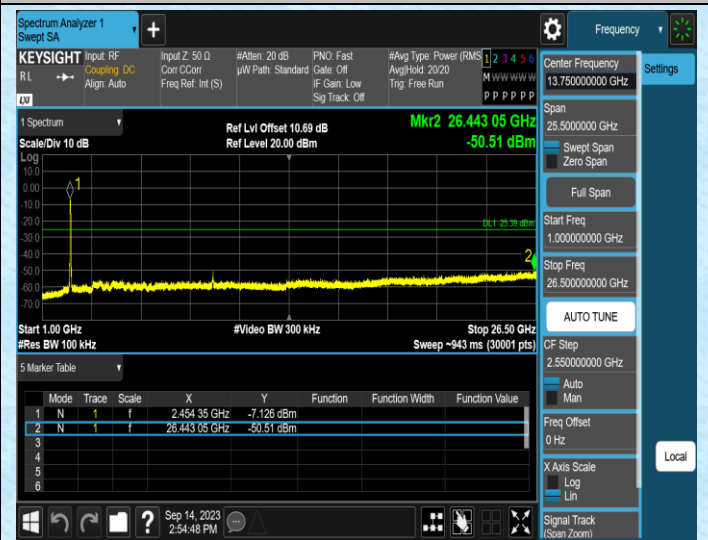 Spectrum Analyzer 1
Swept SA
+
Frequency
KEYSIGHT
RL
LXI
Input: RF
Coupling: DC
Align: Auto
Input Z: 50 Ω
Corr CCorr
Freq Ref: Int (S)
#Atten: 20 dB
µW Path: Standard
PNO: Fast
Gate: Off
IF Gain: Low
Sig Track: Off
#Avg Type: Power (RMS
Avg|Hold: 20/20
Trig: Free Run
1 2 3 4 5 6
M W W W W W
P P P P P P
1 Spectrum
Scale/Div 10 dB
Ref Lvl Offset 10.69 dB
Ref Level 20.00 dBm
Mkr2 26.443 05 GHz
-50.51 dBm
Log
10.0
0.00
-10.0
-20.0
-30.0
-40.0
-50.0
-60.0
-70.0
1
DL1 -25.39 dBm
2
Start 1.00 GHz
#Res BW 100 kHz
#Video BW 300 kHz
Stop 26.50 GHz
Sweep ~943 ms (30001 pts)
5 Marker Table
Mode Trace Scale X Y Function Function Width Function Value
1 N 1 f 2.454 35 GHz -7.126 dBm
2 N 1 f 26.443 05 GHz -50.51 dBm
3
4
5
6
Sep 14, 2023
2:54:48 PM
Center Frequency
13.750000000 GHz
Settings
Span
25.5000000 GHz
Swept Span
Zero Span
Full Span
Start Freq
1.000000000 GHz
Stop Freq
26.500000000 GHz
AUTO TUNE
CF Step
2.550000000 GHz
Auto
Man
Freq Offset
0 Hz
X Axis Scale
Log
Lin
Signal Track
(Span Zoom)
Local